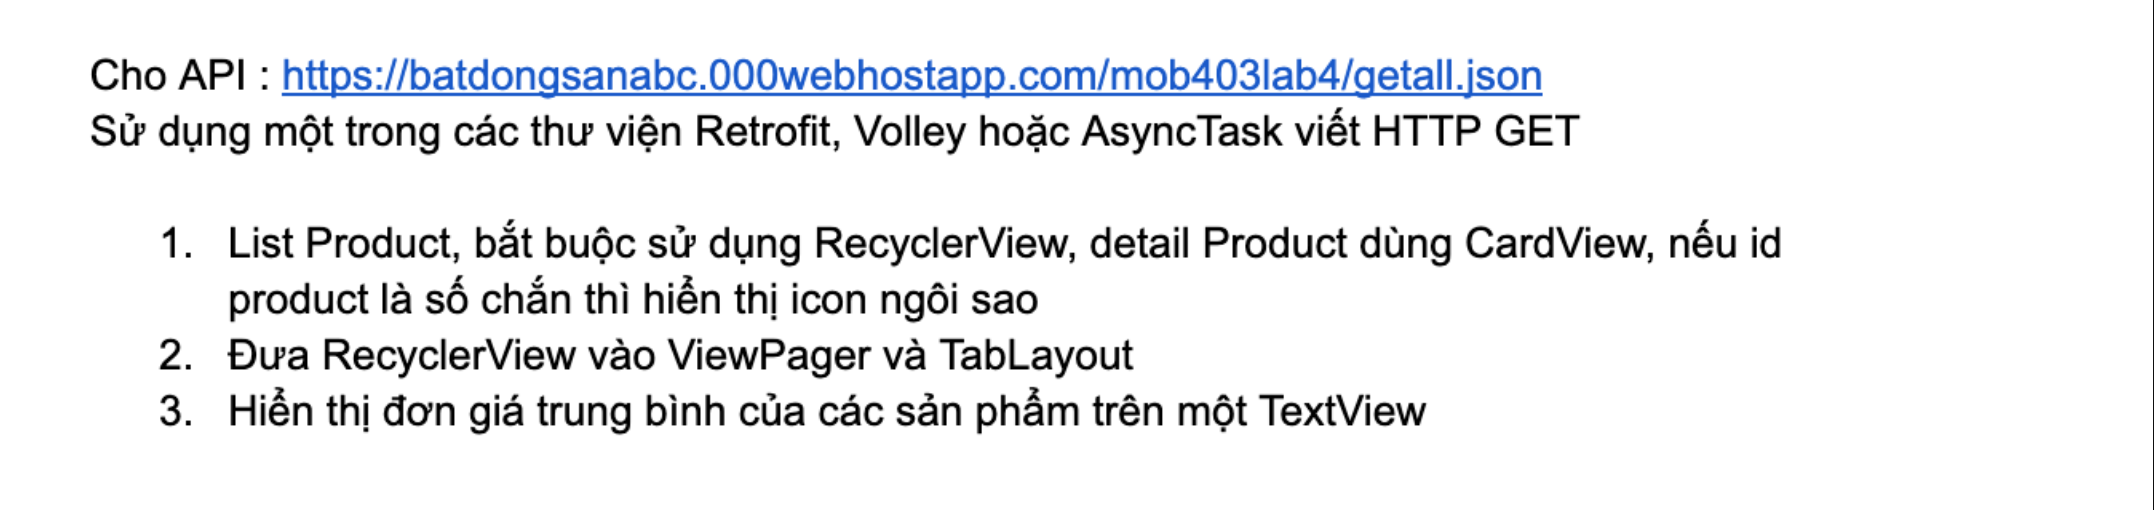 Cho API : https://batdongsanabc.000webhostapp.com/mob403lab4/getall.json
Sử dụng một trong các thư viện Retrofit, Volley hoặc AsyncTask viết HTTP GET
1. List Product, bắt buộc sử dụng RecyclerView, detail Product dùng CardView, nếu id
product là số chắn thì hiển thị icon ngôi sao
2. Đưa RecyclerView vào ViewPager và TabLayout
3. Hiển thị đơn giá trung bình của các sản phẩm trên một TextView